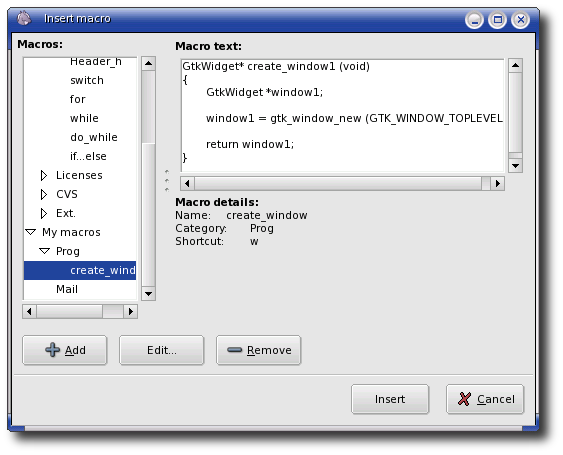 Insert macro
Macros:
Header_h
switch
for
while
do_while
if...else
Licenses
CVS
Ext.
My macros
Prog
create_wind
Mail
Macro text:
GtkWidget* create_window1 (void)
{
GtkWidget *window1;
window1 = gtk_window_new (GTK_WINDOW_TOPLEVEL
return window1;
}
Macro details:
Name: create_window
Category: Prog
Shortcut: w
Add
Edit...
Remove
Insert
Cancel